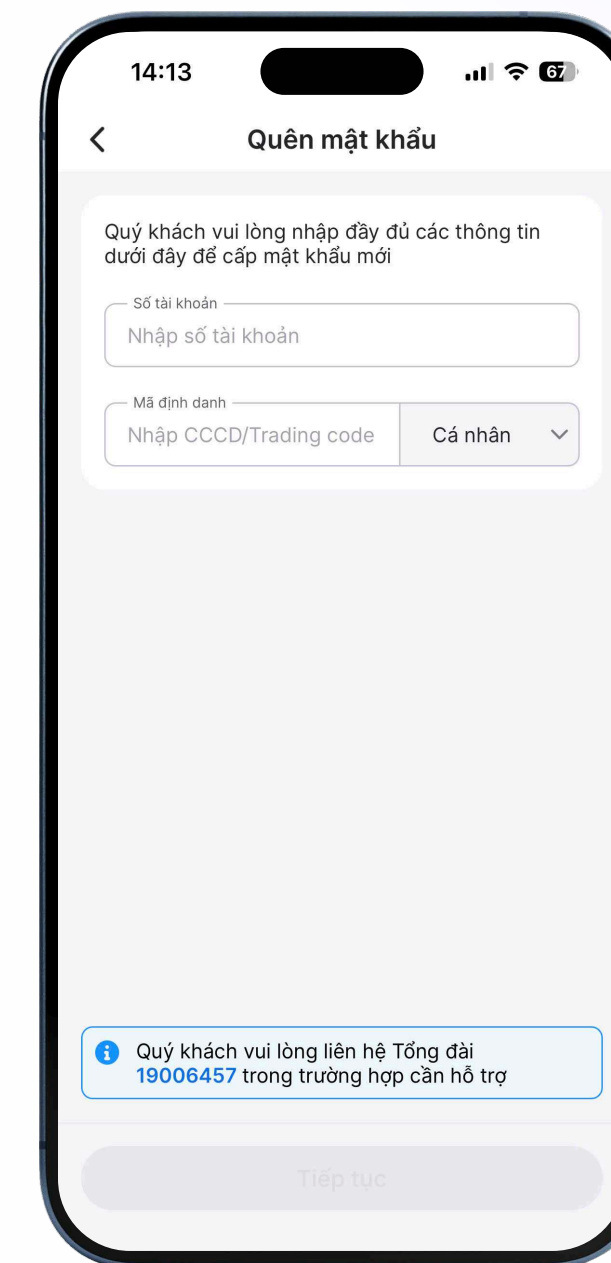 14:13
67
Quên mật khẩu
Quý khách vui lòng nhập đầy đủ các thông tin
dưới đây để cấp mật khẩu mới
Số tài khoản
Nhập số tài khoản
Mã định danh
Nhập CCCD/Trading code
Cá nhân
Quý khách vui lòng liên hệ Tổng đài
19006457 trong trường hợp cần hỗ trợ
Tiếp tục